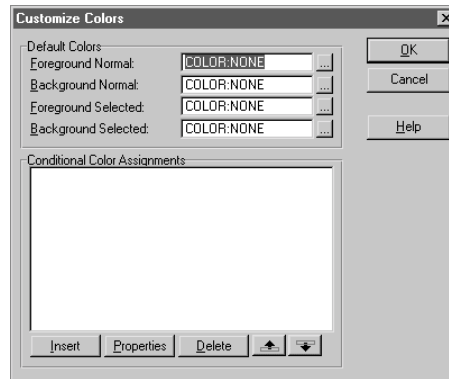 Customize Colors
Default Colors
Foreground Normal: COLOR:NONE ...
Background Normal: COLOR:NONE ...
Foreground Selected: COLOR:NONE ...
Background Selected: COLOR:NONE ...
OK
Cancel
Help
Conditional Color Assignments
Insert Properties Delete